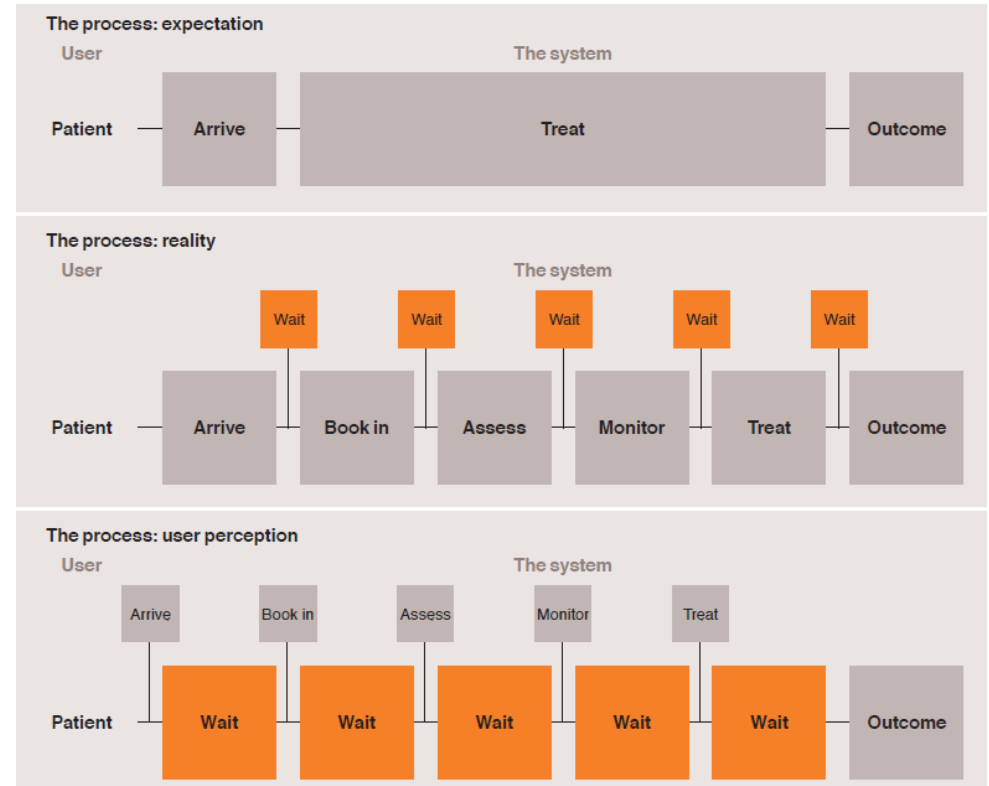 The process: expectation
User The system
Patient Arrive Treat Outcome
The process: reality
User The system
Wait Wait Wait Wait Wait
Patient Arrive Book in Assess Monitor Treat Outcome
The process: user perception
User The system
Arrive Book in Assess Monitor Treat
Patient Wait Wait Wait Wait Wait Outcome